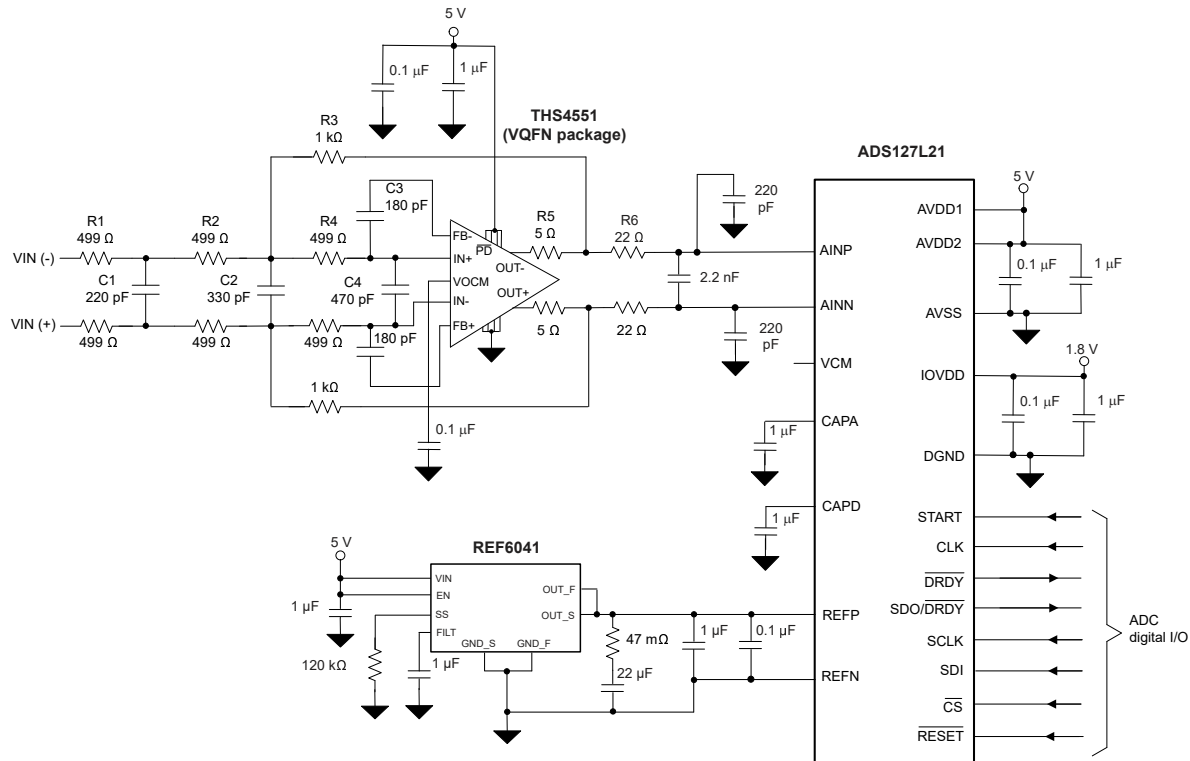 5 V
0.1 µF
1 µF
THS4551
(VQFN package)
R3
1 kΩ
C3
180 pF
R1
499 Ω
R2
499 Ω
R4
499 Ω
VIN (-)
C1
220 pF
C2
330 pF
C4
470 pF
VIN (+)
499 Ω
499 Ω
499 Ω
180 pF
1 kΩ
0.1 µF
FB-
PD
IN+
OUT-
VOCM
OUT+
IN-
FB+
R5
5 Ω
R6
22 Ω
5 Ω
22 Ω
220
pF
2.2 nF
220
pF
ADS127L21
AINP
AINN
VCM
CAPA
1 µF
CAPD
1 µF
REFP
REFN
AVDD1
5 V
AVDD2
0.1 µF
1 µF
AVSS
1.8 V
IOVDD
0.1 µF
1 µF
DGND
START
CLK
DRDY
SDO/DRDY
SCLK
SDI
CS
RESET
ADC
digital I/O
REF6041
5 V
1 µF
VIN
EN
SS
FILT
OUT_F
OUT_S
GND_S
GND_F
120 kΩ
1 µF
47 mΩ
22 µF
1 µF
0.1 µF